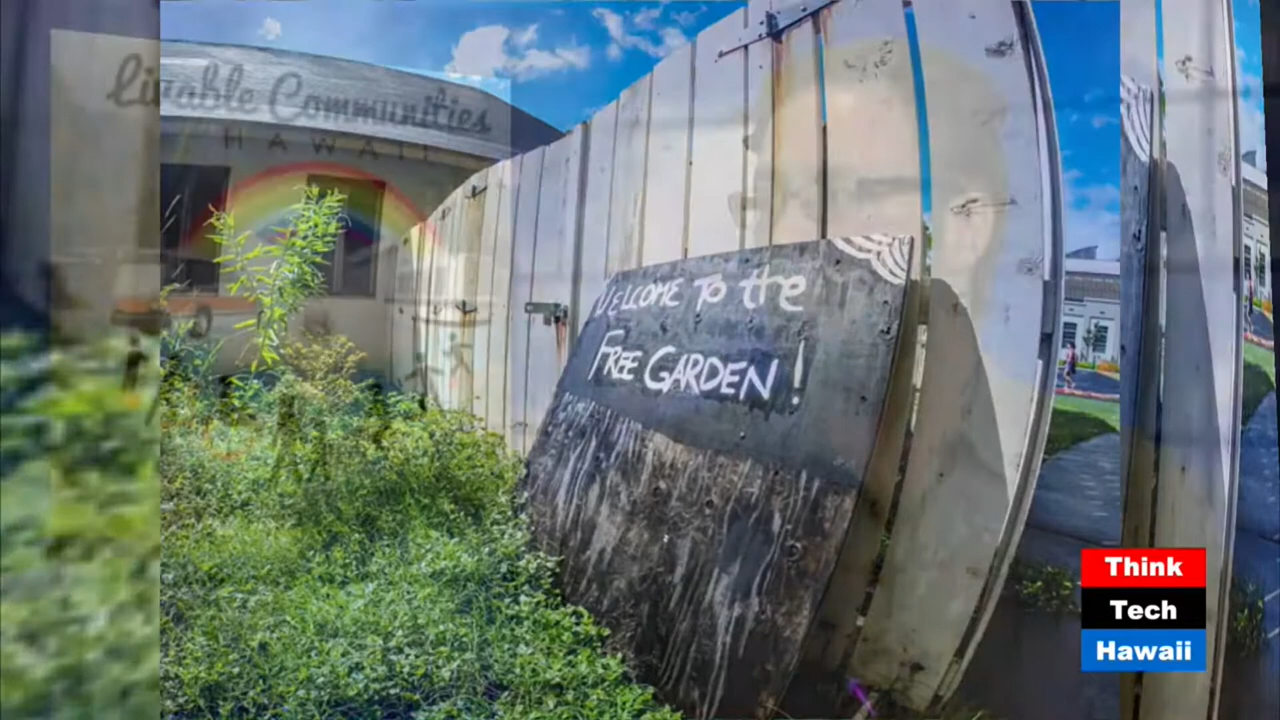 Livable Communities
HAWAII
WELCOME TO the
FREE GARDEN !
Think
Tech
Hawaii